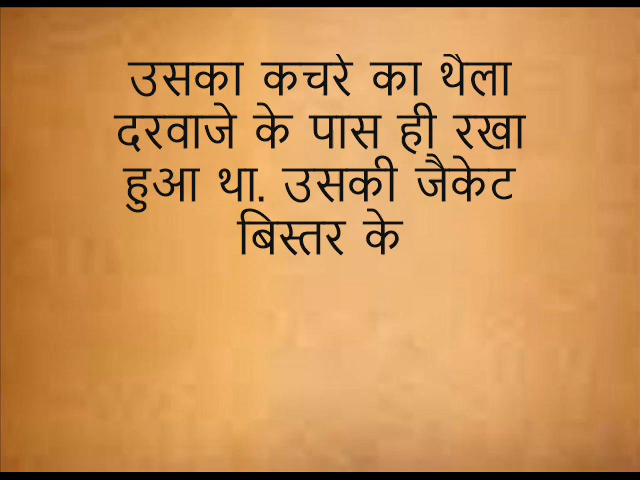 उसका कचरे का थैला
दरवाजे के पास ही रखा
हुआ था. उसकी जैकेट
बिस्तर के